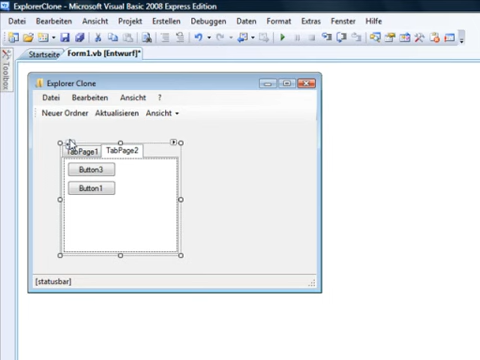 ExplorerClone - Microsoft Visual Basic 2008 Express Edition
Datei Bearbeiten Ansicht Projekt Erstellen Debuggen Daten Format Extras Fenster Hilfe
Startseite Form1.vb [Entwurf]*
Toolbox
Explorer Clone
Datei Bearbeiten Ansicht ?
Neuer Ordner Aktualisieren Ansicht
TabPage1 TabPage2
Button3
Button1
[statusbar]